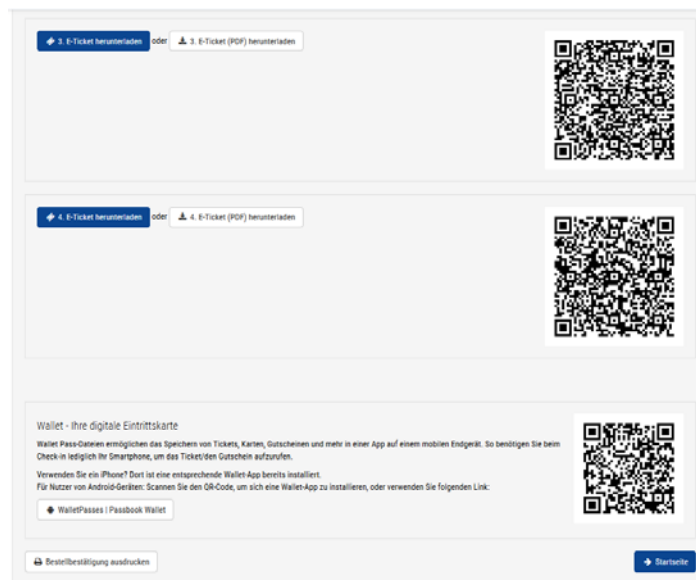 3. E-Ticket herunterladen oder 3. E-Ticket (PDF) herunterladen
4. E-Ticket herunterladen oder 4. E-Ticket (PDF) herunterladen
Wallet - Ihre digitale Eintrittskarte
Wallet Pass-Dateien ermöglichen das Speichern von Tickets, Karten, Gutscheinen und mehr in einer App auf einem mobilen Endgerät. So benötigen Sie beim
Check-in lediglich Ihr Smartphone, um das Ticket/den Gutschein aufzurufen.
Verwenden Sie ein iPhone? Dort ist eine entsprechende Wallet-App bereits installiert.
Für Nutzer von Android-Geräten: Scannen Sie den QR-Code, um sich eine Wallet-App zu installieren, oder verwenden Sie folgenden Link:
WalletPasses | Passbook Wallet
Bestellbestätigung ausdrucken
Startseite